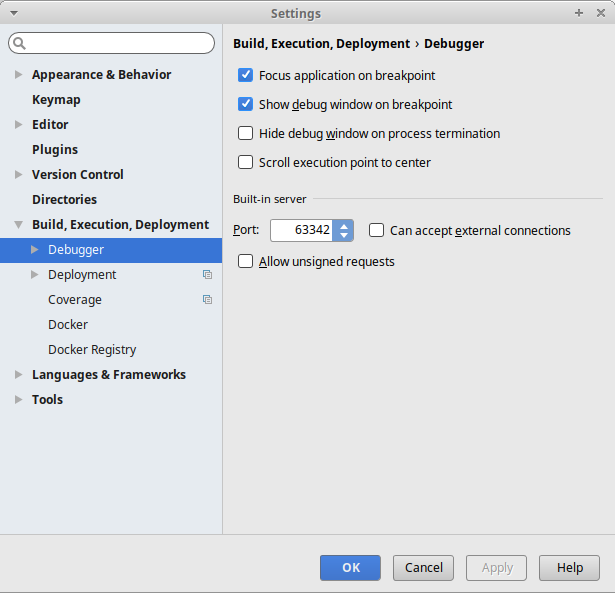 Settings
Build, Execution, Deployment › Debugger
Appearance & Behavior
Keymap
Editor
Plugins
Version Control
Directories
Build, Execution, Deployment
Debugger
Deployment
Coverage
Docker
Docker Registry
Languages & Frameworks
Tools
Focus application on breakpoint
Show debug window on breakpoint
Hide debug window on process termination
Scroll execution point to center
Built-in server
Port: 63342 Can accept external connections
Allow unsigned requests
OK Cancel Apply Help